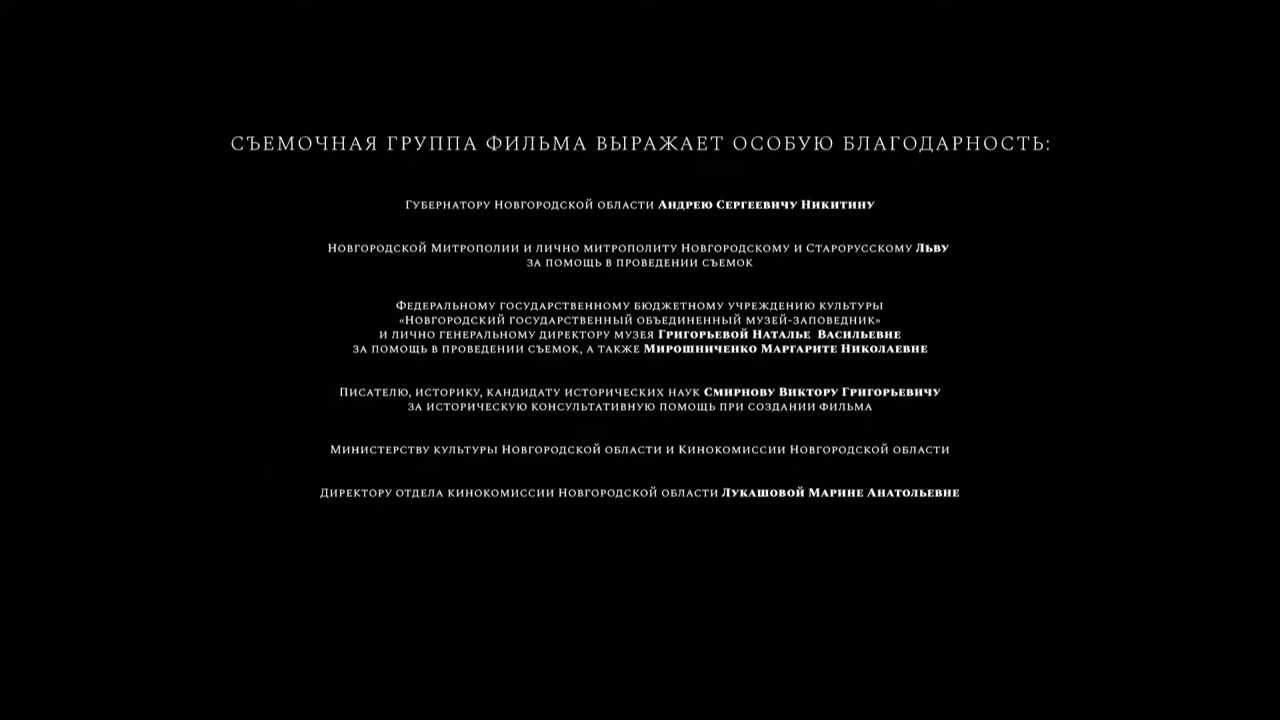 СЪЕМОЧНАЯ ГРУППА ФИЛЬМА ВЫРАЖАЕТ ОСОБУЮ БЛАГОДАРНОСТЬ:
Губернатору Новгородской области Андрею Сергеевичу Никитину
Новгородской Митрополии и лично митрополиту Новгородскому и Старорусскому Льву
за помощь в проведении съемок
Федеральному государственному бюджетному учреждению культуры
«Новгородский государственный объединенный музей-заповедник»
и лично генеральному директору музея Григорьевой Наталье Васильевне
за помощь в проведении съемок, а также Мирошниченко Маргарите Николаевне
Писателю, историку, кандидату исторических наук Смирнову Виктору Григорьевичу
за историческую консультативную помощь при создании фильма
Министерству культуры Новгородской области и Кинокомиссии Новгородской области
Директору отдела кинокомиссии Новгородской области Лукашовой Марине Анатольевне